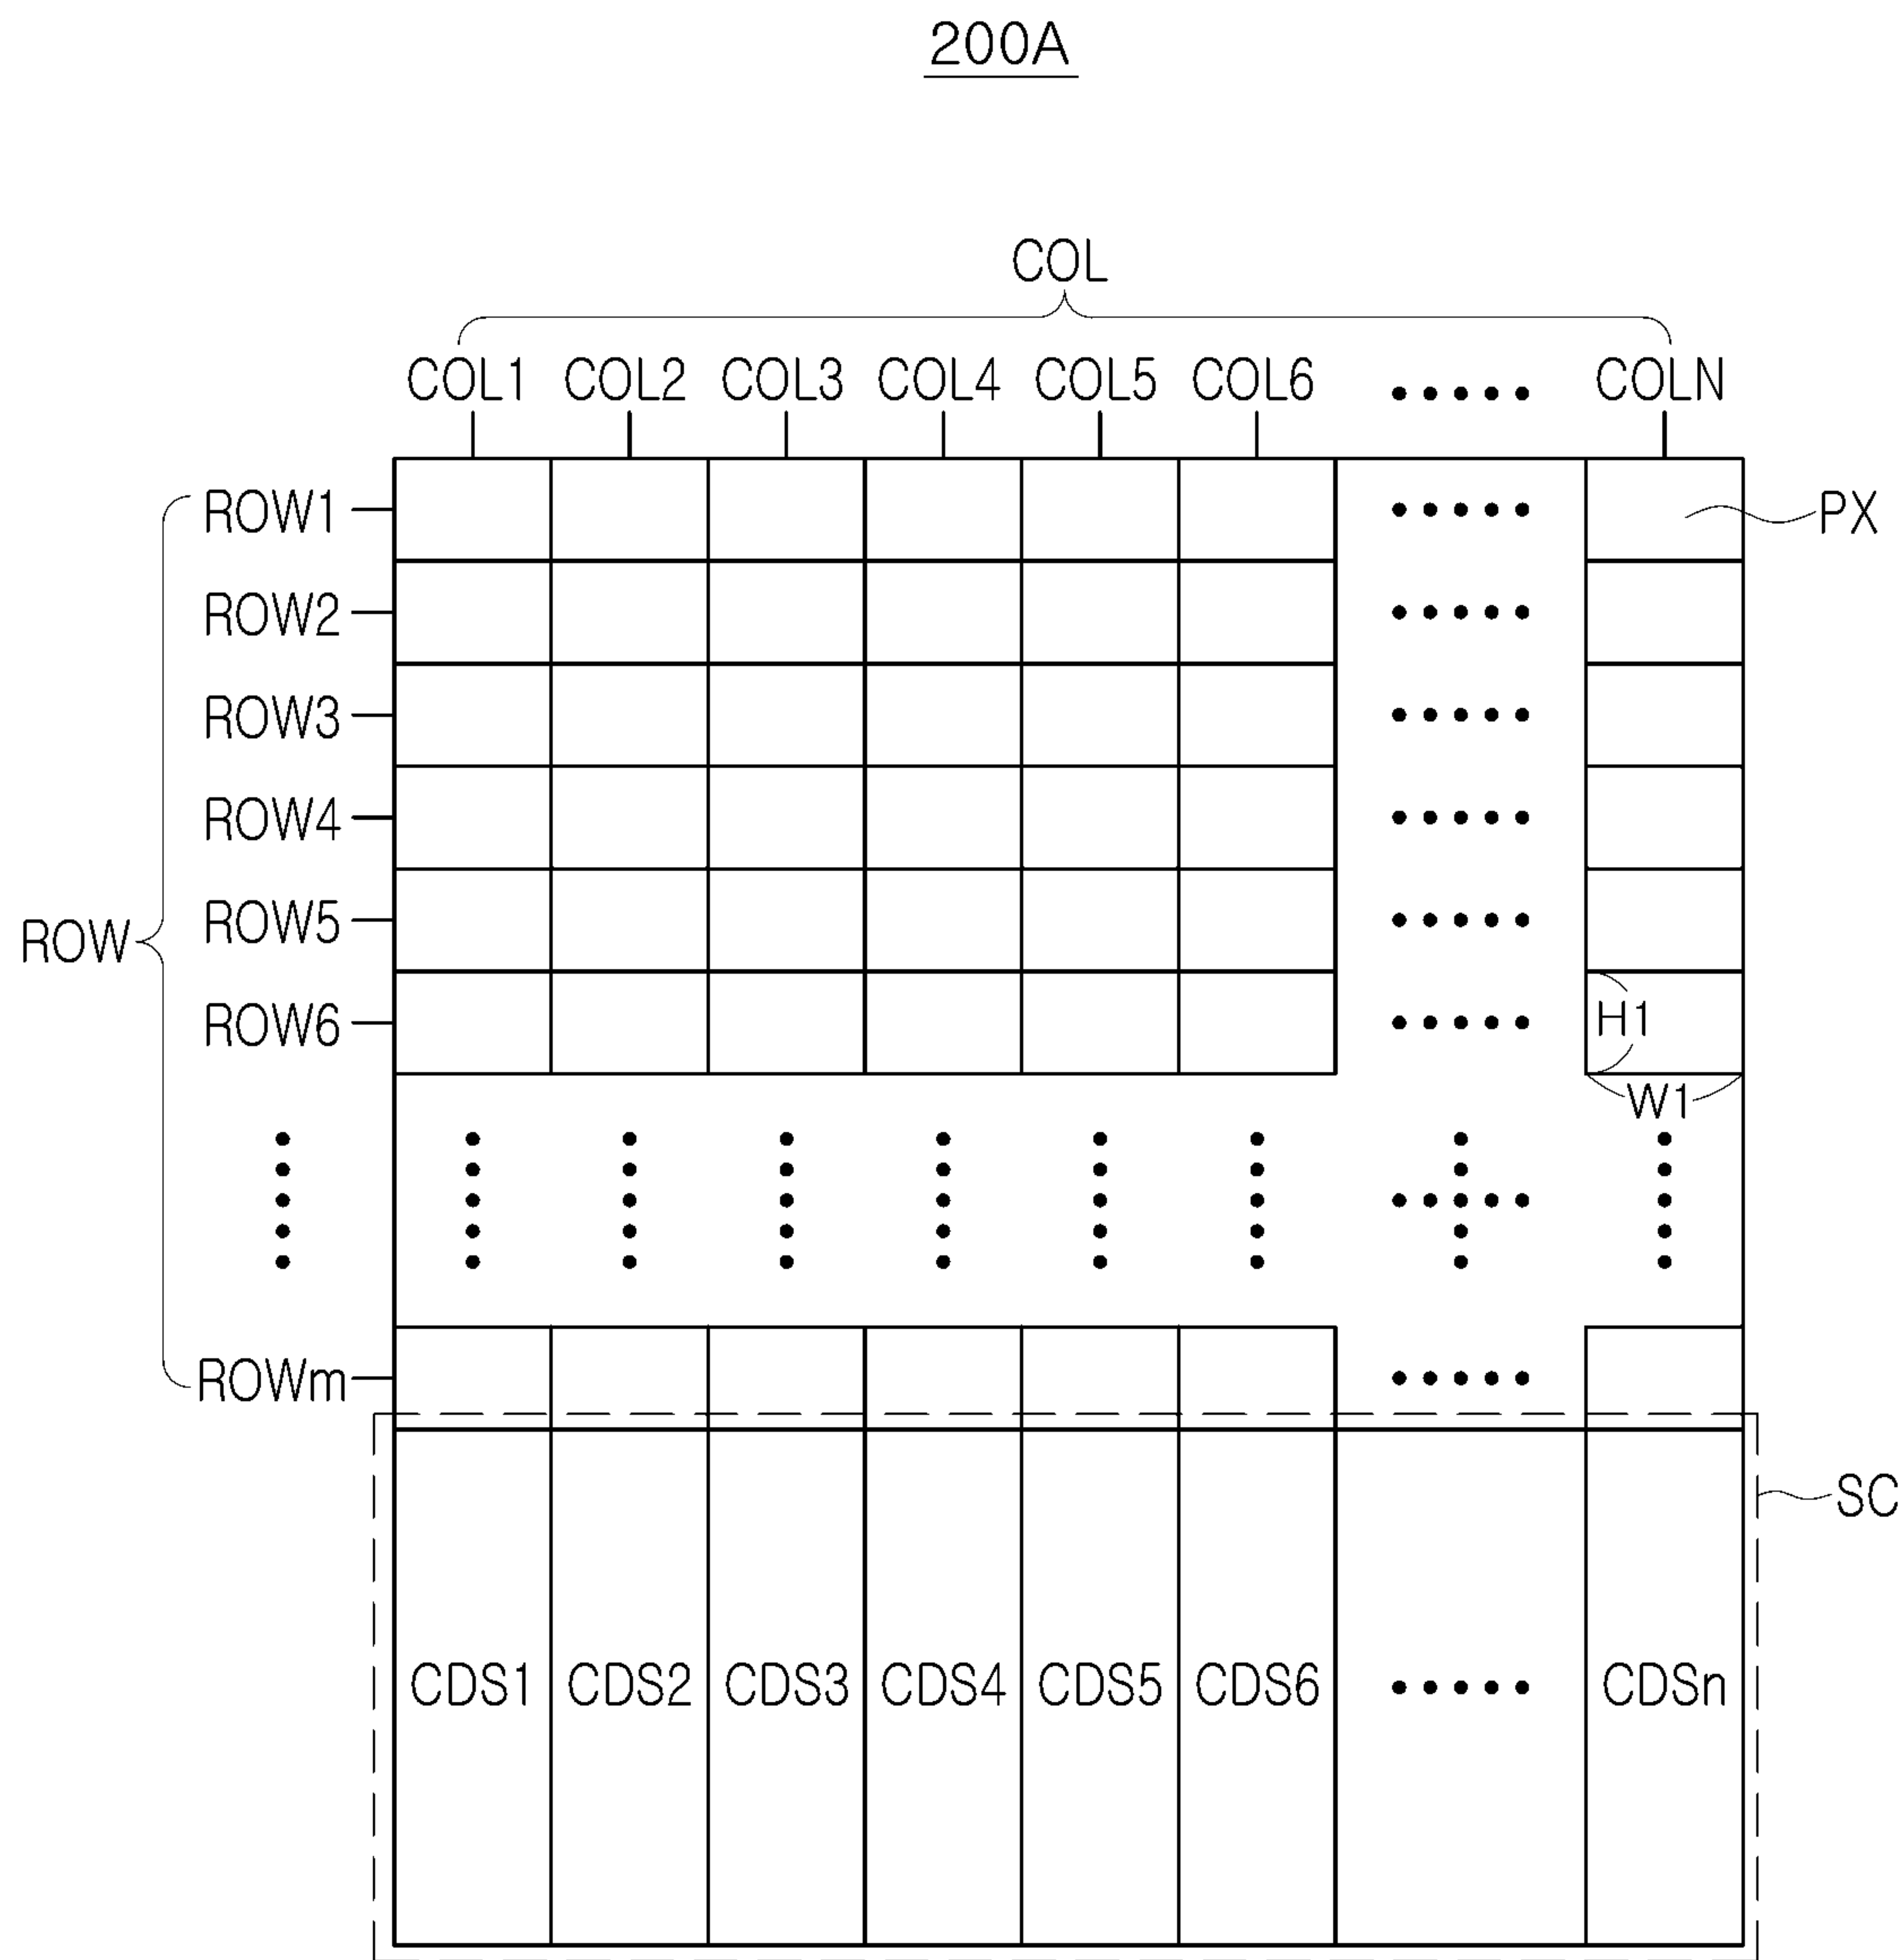 200A
COL
COL1 COL2 COL3 COL4 COL5 COL6 ••••• COLN
ROW1 ••••• PX
ROW2 •••••
ROW3 •••••
ROW4 •••••
ROW5 •••••
ROW
ROW6 ••••• H1
W1
ROWm •••••
SC
CDS1 CDS2 CDS3 CDS4 CDS5 CDS6 ••••• CDSn